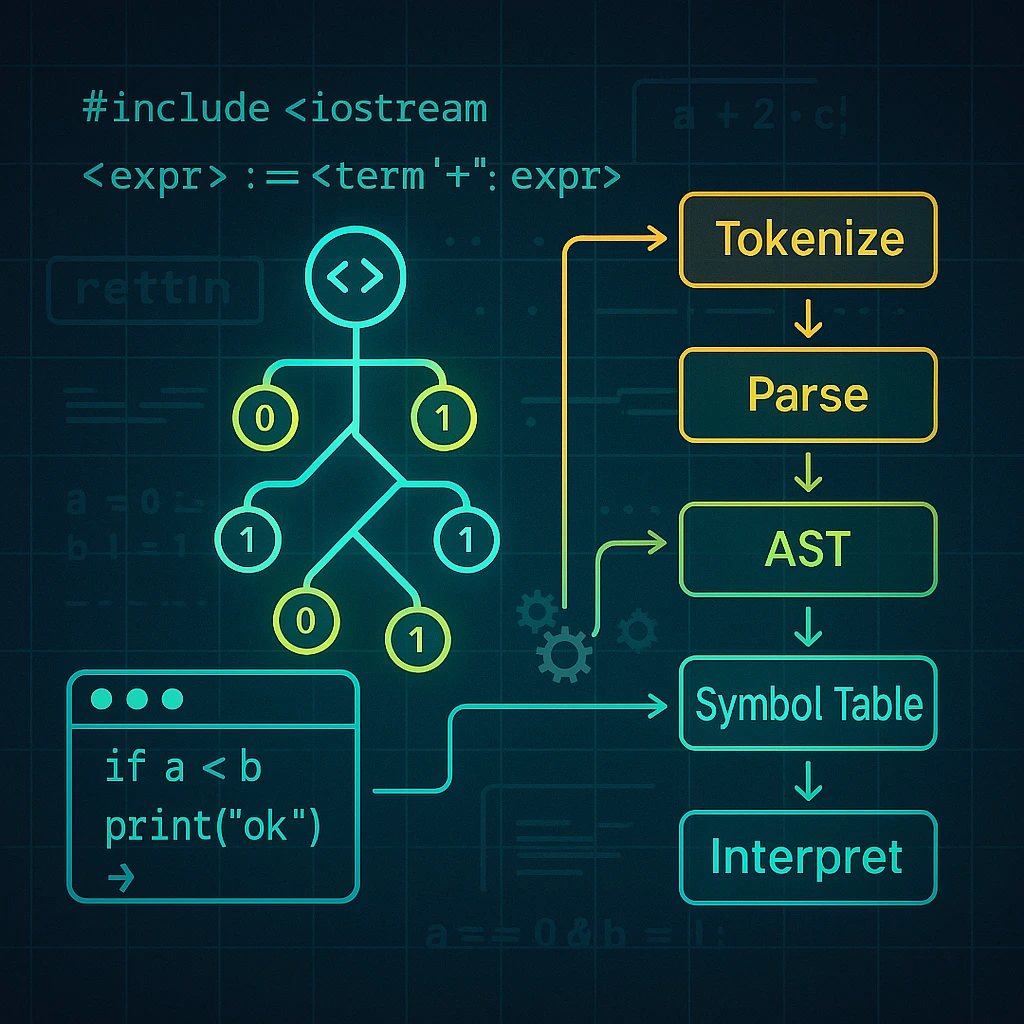 #include <iostream
<expr> := <term '+": expr>
a + 2 • c;
rettin
<>
0
1
1
1
0
1
a = 0
b = 1
if a < b
print("ok")
→
Tokenize
Parse
AST
Symbol Table
Interpret
a == 0 & b =